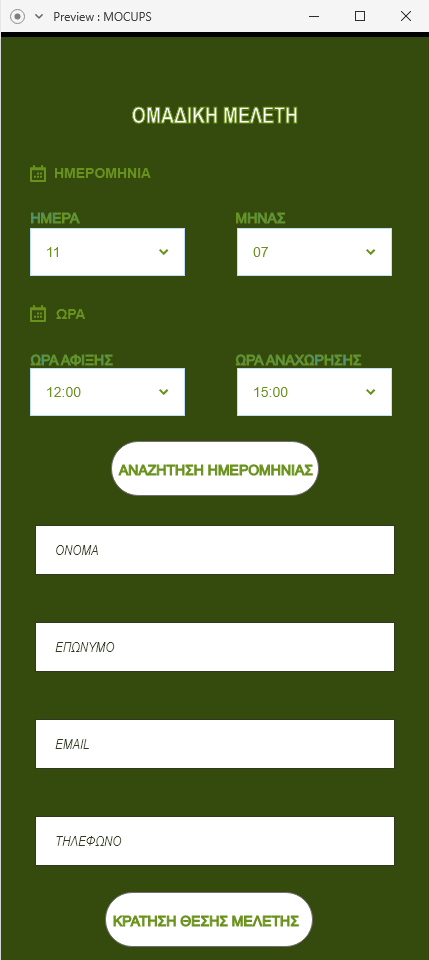 Preview : MOCUPS
ΟΜΑΔΙΚΗ ΜΕΛΕΤΗ
ΗΜΕΡΟΜΗΝΙΑ
ΗΜΕΡΑ ΜΗΝΑΣ
11 07
ΩΡΑ
ΩΡΑ ΑΦΙΞΗΣ ΩΡΑ ΑΝΑΧΩΡΗΣΗΣ
12:00 15:00
ΑΝΑΖΗΤΗΣΗ ΗΜΕΡΟΜΗΝΙΑΣ
ΟΝΟΜΑ
ΕΠΩΝΥΜΟ
EMAIL
ΤΗΛΕΦΩΝΟ
ΚΡΑΤΗΣΗ ΘΕΣΗΣ ΜΕΛΕΤΗΣ